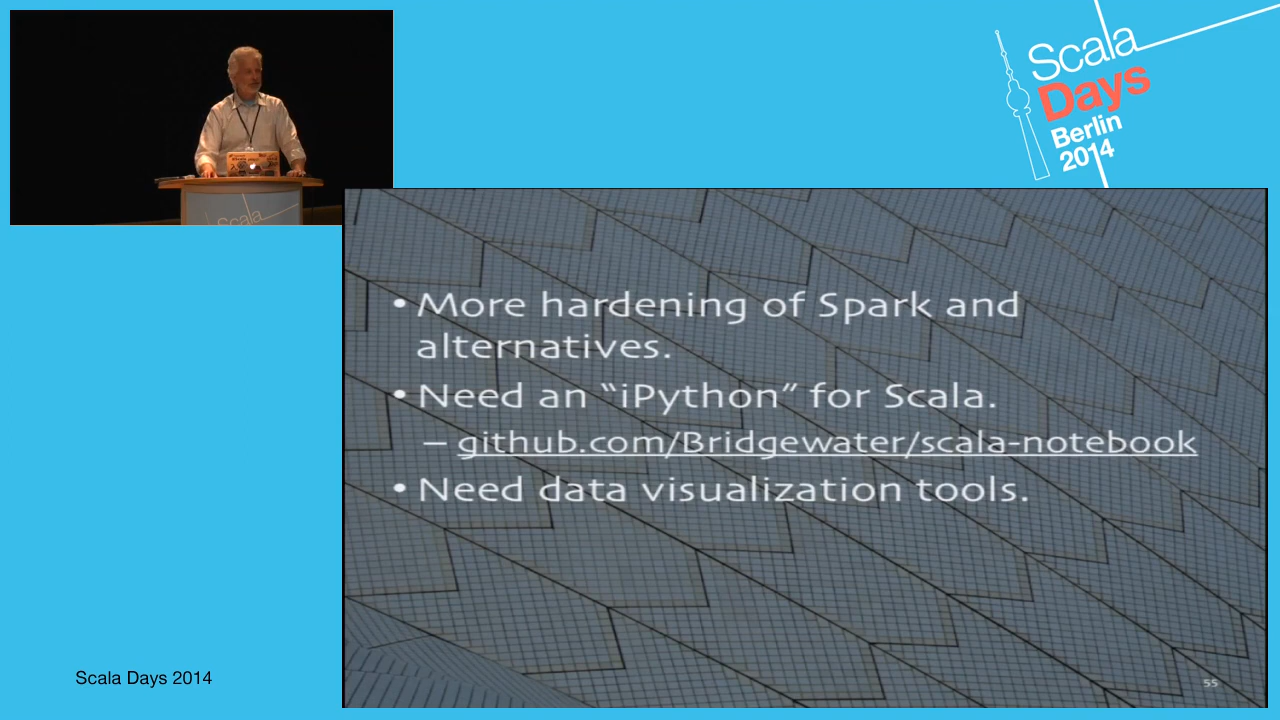 Scala
Days
Berlin
2014
Scala
• More hardening of Spark and
alternatives.
• Need an “iPython” for Scala.
– github.com/Bridgewater/scala-notebook
• Need data visualization tools.
55
Scala Days 2014